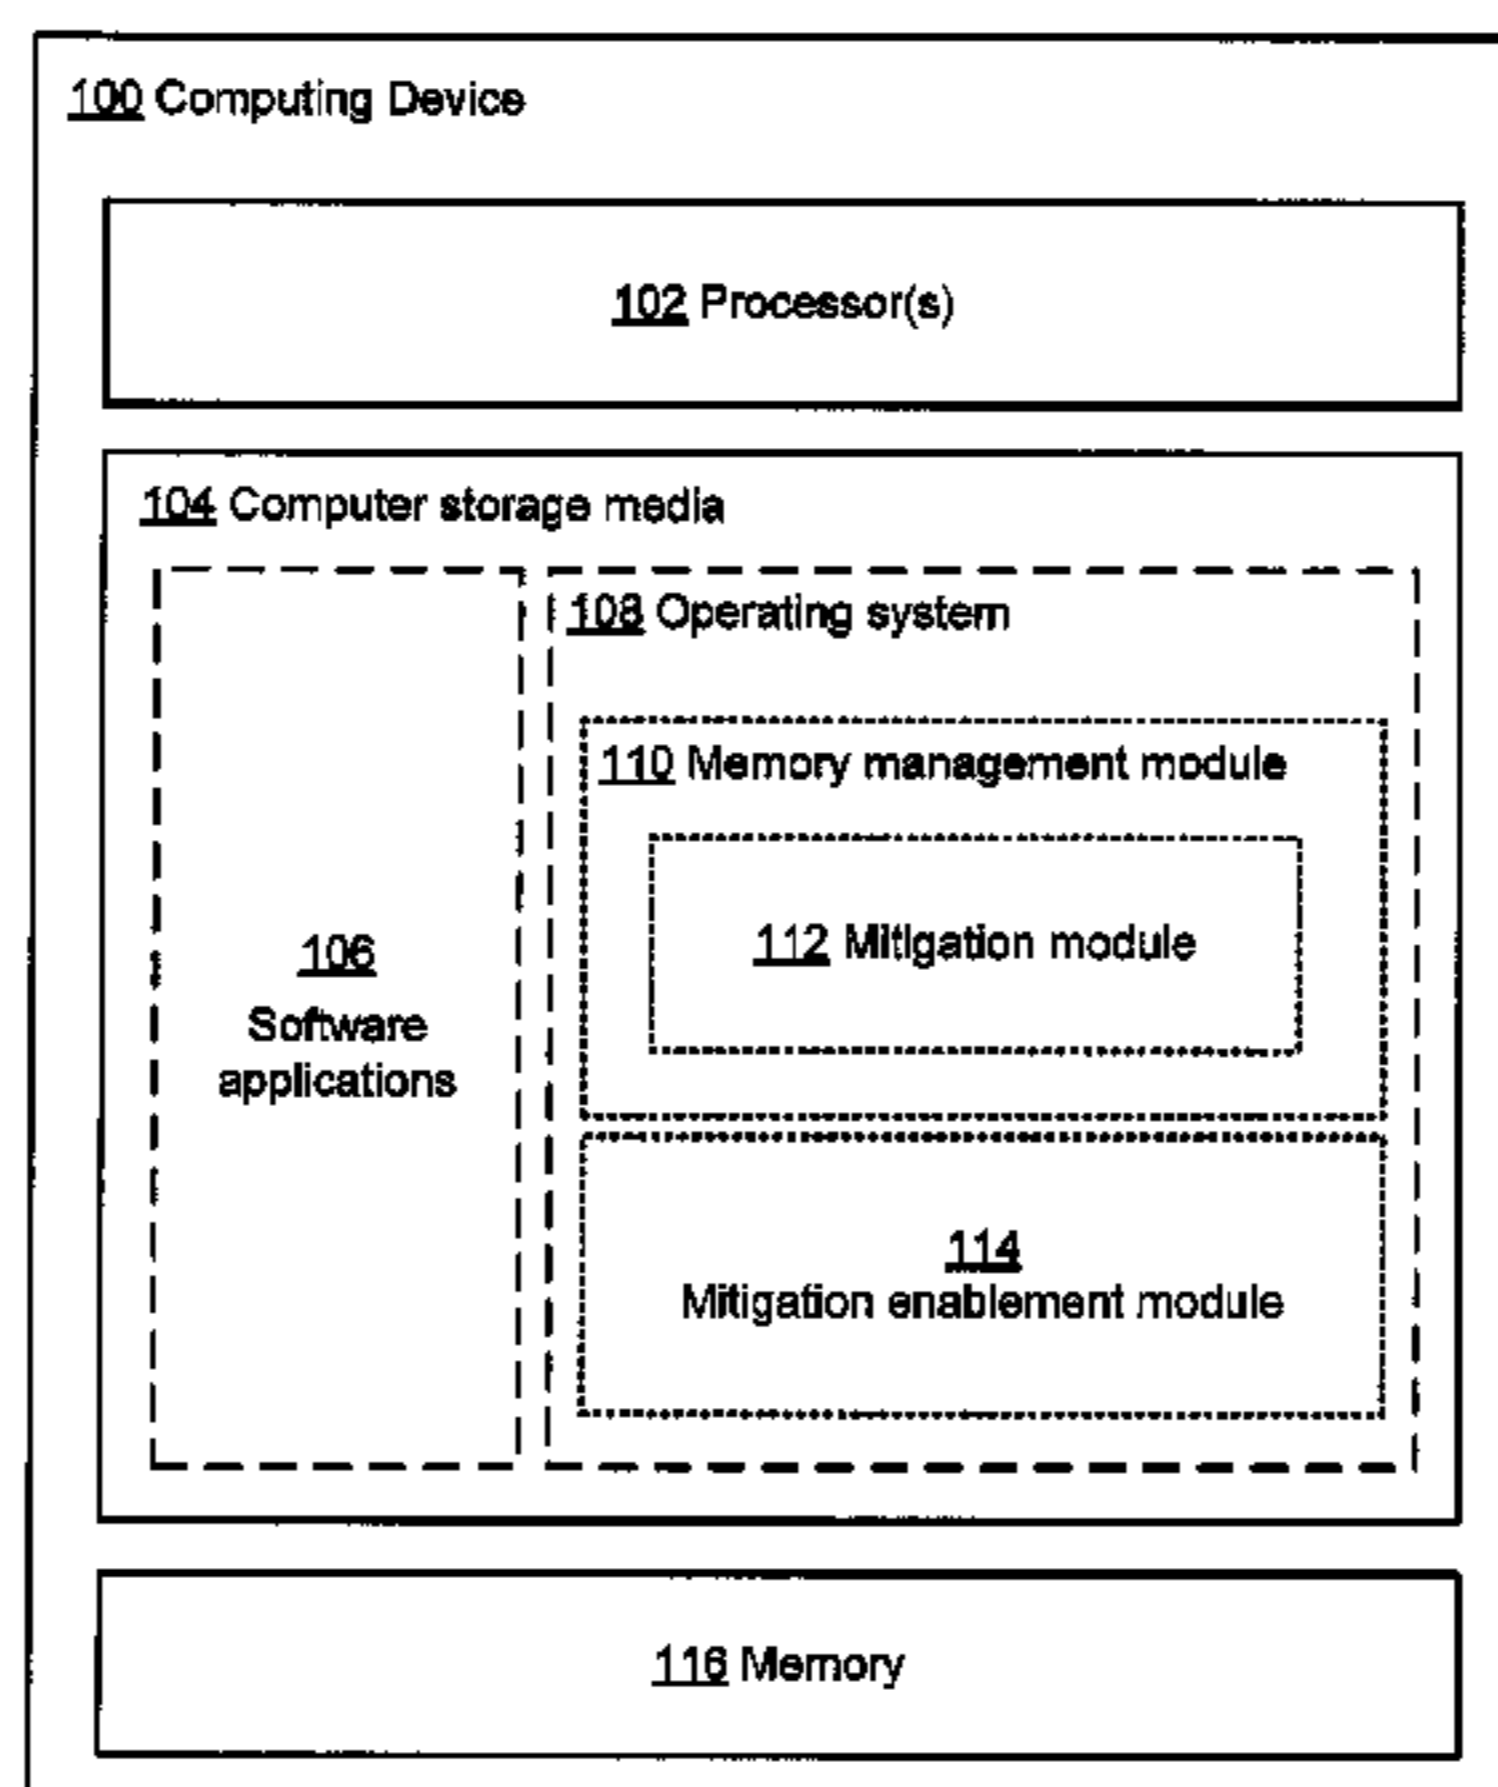 100 Computing Device
102 Processor(s)
104 Computer storage media
108 Operating system
110 Memory management module
112 Mitigation module
106
Software
applications
114
Mitigation enablement module
116 Memory